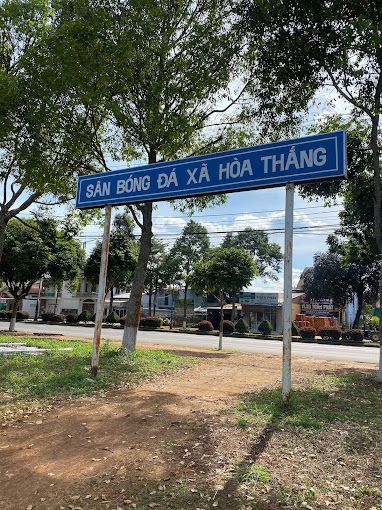 SÂN BÓNG ĐÁ XÃ HÒA THẮNG